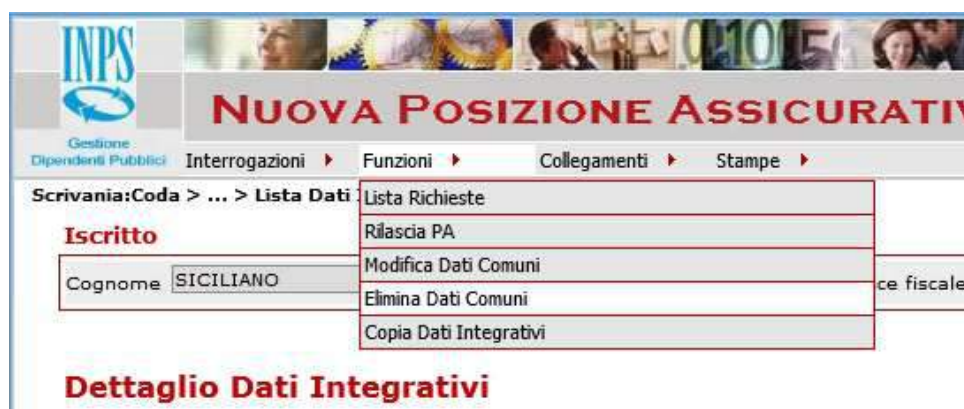 INPS
Gestione
Dipendenti Pubblici
NUOVA POSIZIONE ASSICURATIV
Interrogazioni Funzioni Collegamenti Stampe
Scrivania:Coda > ... > Lista Dati
Lista Richieste
Rilascia PA
Modifica Dati Comuni
Elimina Dati Comuni
Copia Dati Integrativi
Iscritto
Cognome SICILIANO ce fiscale
Dettaglio Dati Integrativi